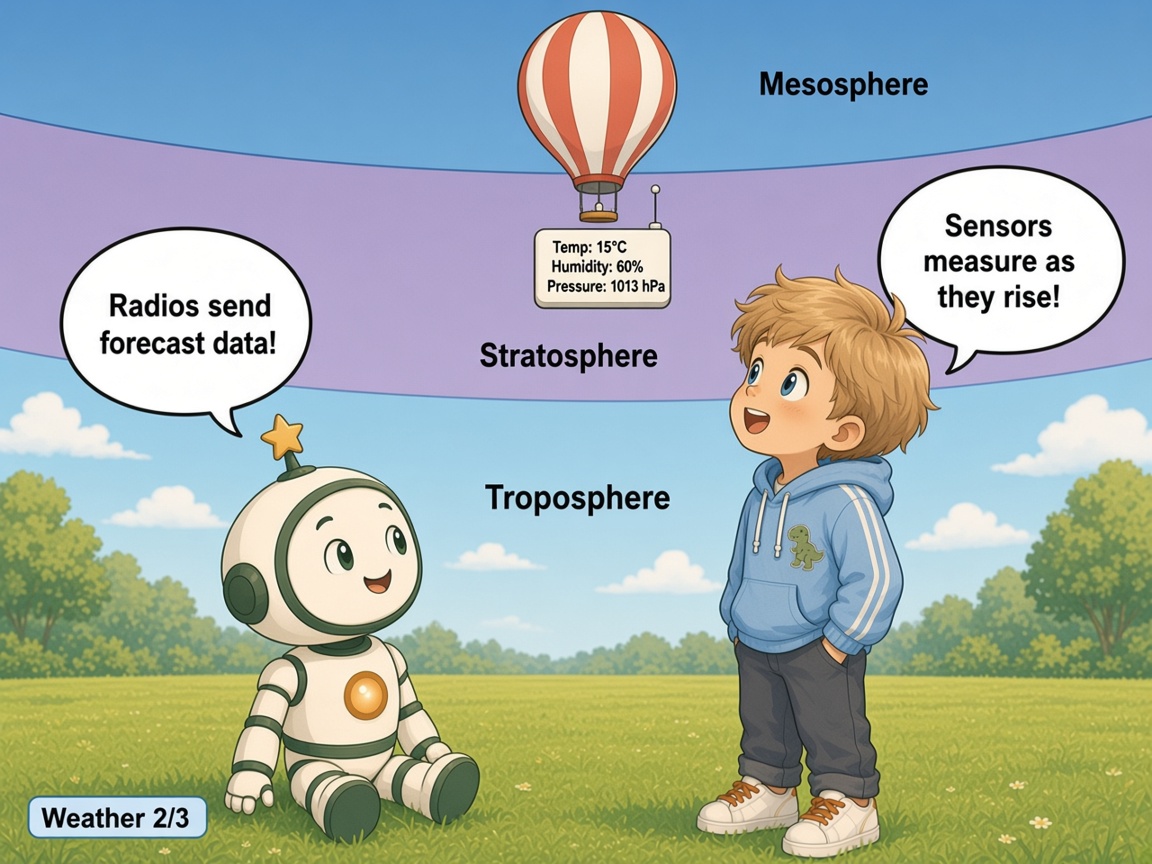 Mesosphere
Sensors
measure as
they rise!
Temp: 15°C
Humidity: 60%
Pressure: 1013 hPa
Radios send
forecast data!
Stratosphere
Troposphere
Weather 2/3